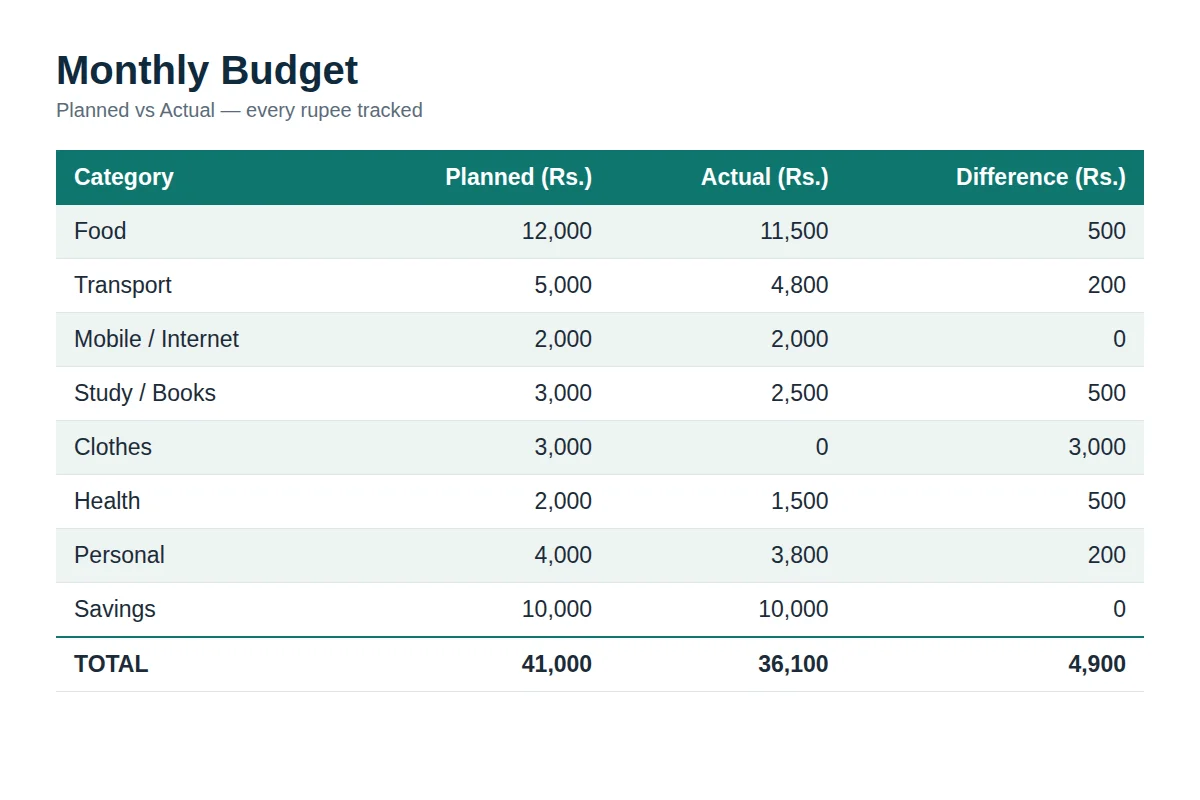 Monthly Budget
Planned vs Actual — every rupee tracked
Category Planned (Rs.) Actual (Rs.) Difference (Rs.)
Food 12,000 11,500 500
Transport 5,000 4,800 200
Mobile / Internet 2,000 2,000 0
Study / Books 3,000 2,500 500
Clothes 3,000 0 3,000
Health 2,000 1,500 500
Personal 4,000 3,800 200
Savings 10,000 10,000 0
TOTAL 41,000 36,100 4,900